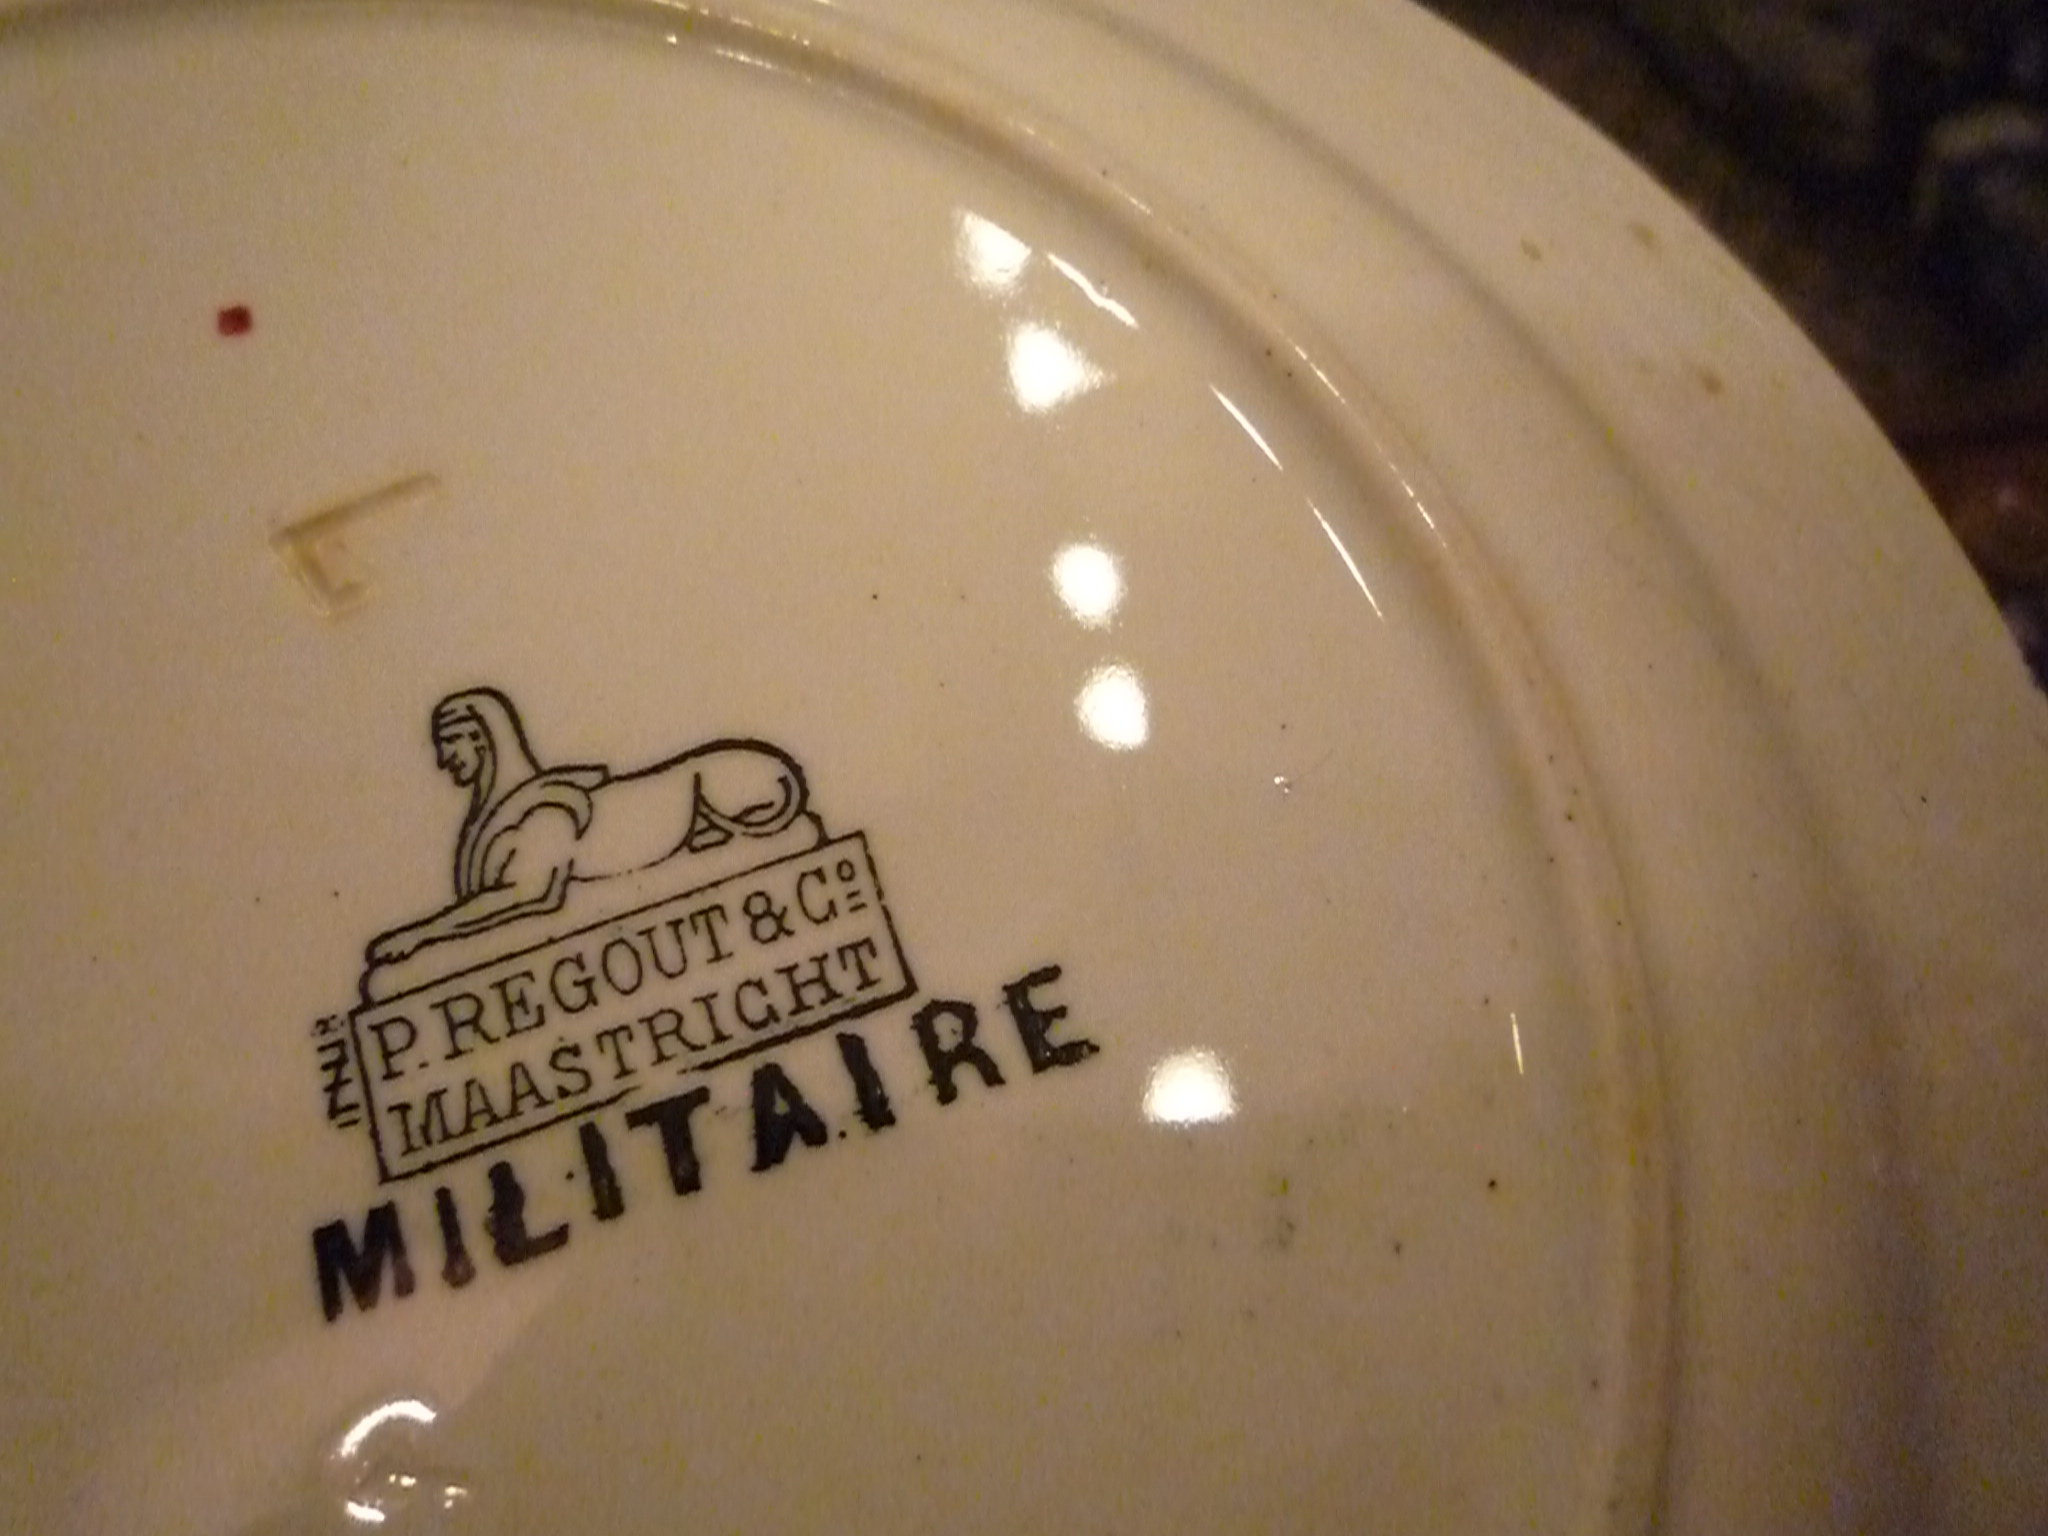 P. REGOUT & Cº
MAASTRICHT
MILITAIRE